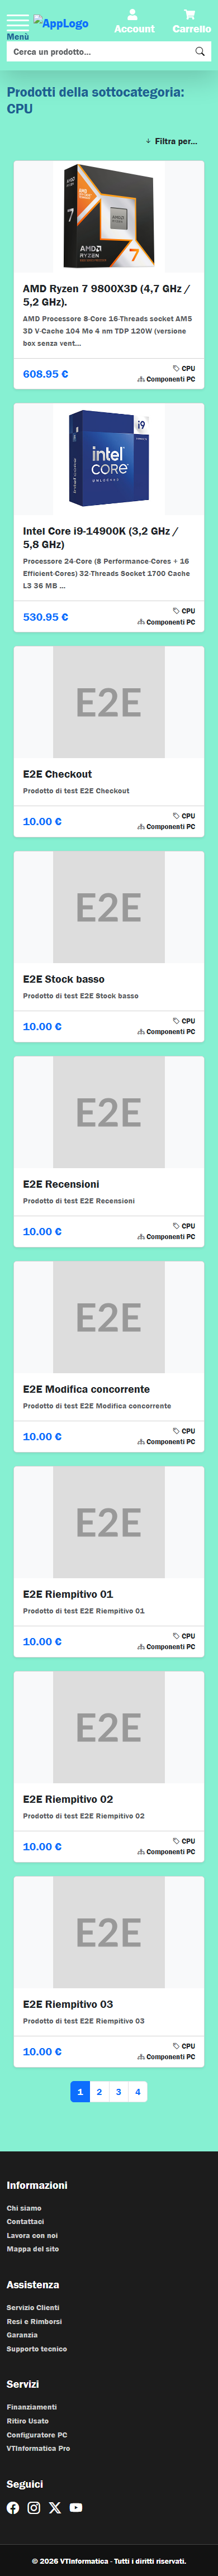 AppLogo
Menù
Account
Carrello
Cerca un prodotto...
Prodotti della sottocategoria:
CPU
Filtra per...
AMD Ryzen 7 9800X3D (4,7 GHz /
5,2 GHz).
AMD Processore 8-Core 16-Threads socket AM5
3D V-Cache 104 Mo 4 nm TDP 120W (versione
box senza vent...
608.95 €
CPU
Componenti PC
Intel Core i9-14900K (3,2 GHz /
5,8 GHz)
Processore 24-Core (8 Performance-Cores + 16
Efficient-Cores) 32-Threads Socket 1700 Cache
L3 36 MB ...
530.95 €
CPU
Componenti PC
E2E
E2E Checkout
Prodotto di test E2E Checkout
10.00 €
CPU
Componenti PC
E2E
E2E Stock basso
Prodotto di test E2E Stock basso
10.00 €
CPU
Componenti PC
E2E
E2E Recensioni
Prodotto di test E2E Recensioni
10.00 €
CPU
Componenti PC
E2E
E2E Modifica concorrente
Prodotto di test E2E Modifica concorrente
10.00 €
CPU
Componenti PC
E2E
E2E Riempitivo 01
Prodotto di test E2E Riempitivo 01
10.00 €
CPU
Componenti PC
E2E
E2E Riempitivo 02
Prodotto di test E2E Riempitivo 02
10.00 €
CPU
Componenti PC
E2E
E2E Riempitivo 03
Prodotto di test E2E Riempitivo 03
10.00 €
CPU
Componenti PC
1 2 3 4
Informazioni
Chi siamo
Contattaci
Lavora con noi
Mappa del sito
Assistenza
Servizio Clienti
Resi e Rimborsi
Garanzia
Supporto tecnico
Servizi
Finanziamenti
Ritiro Usato
Configuratore PC
VTInformatica Pro
Seguici
© 2026 VTInformatica - Tutti i diritti riservati.